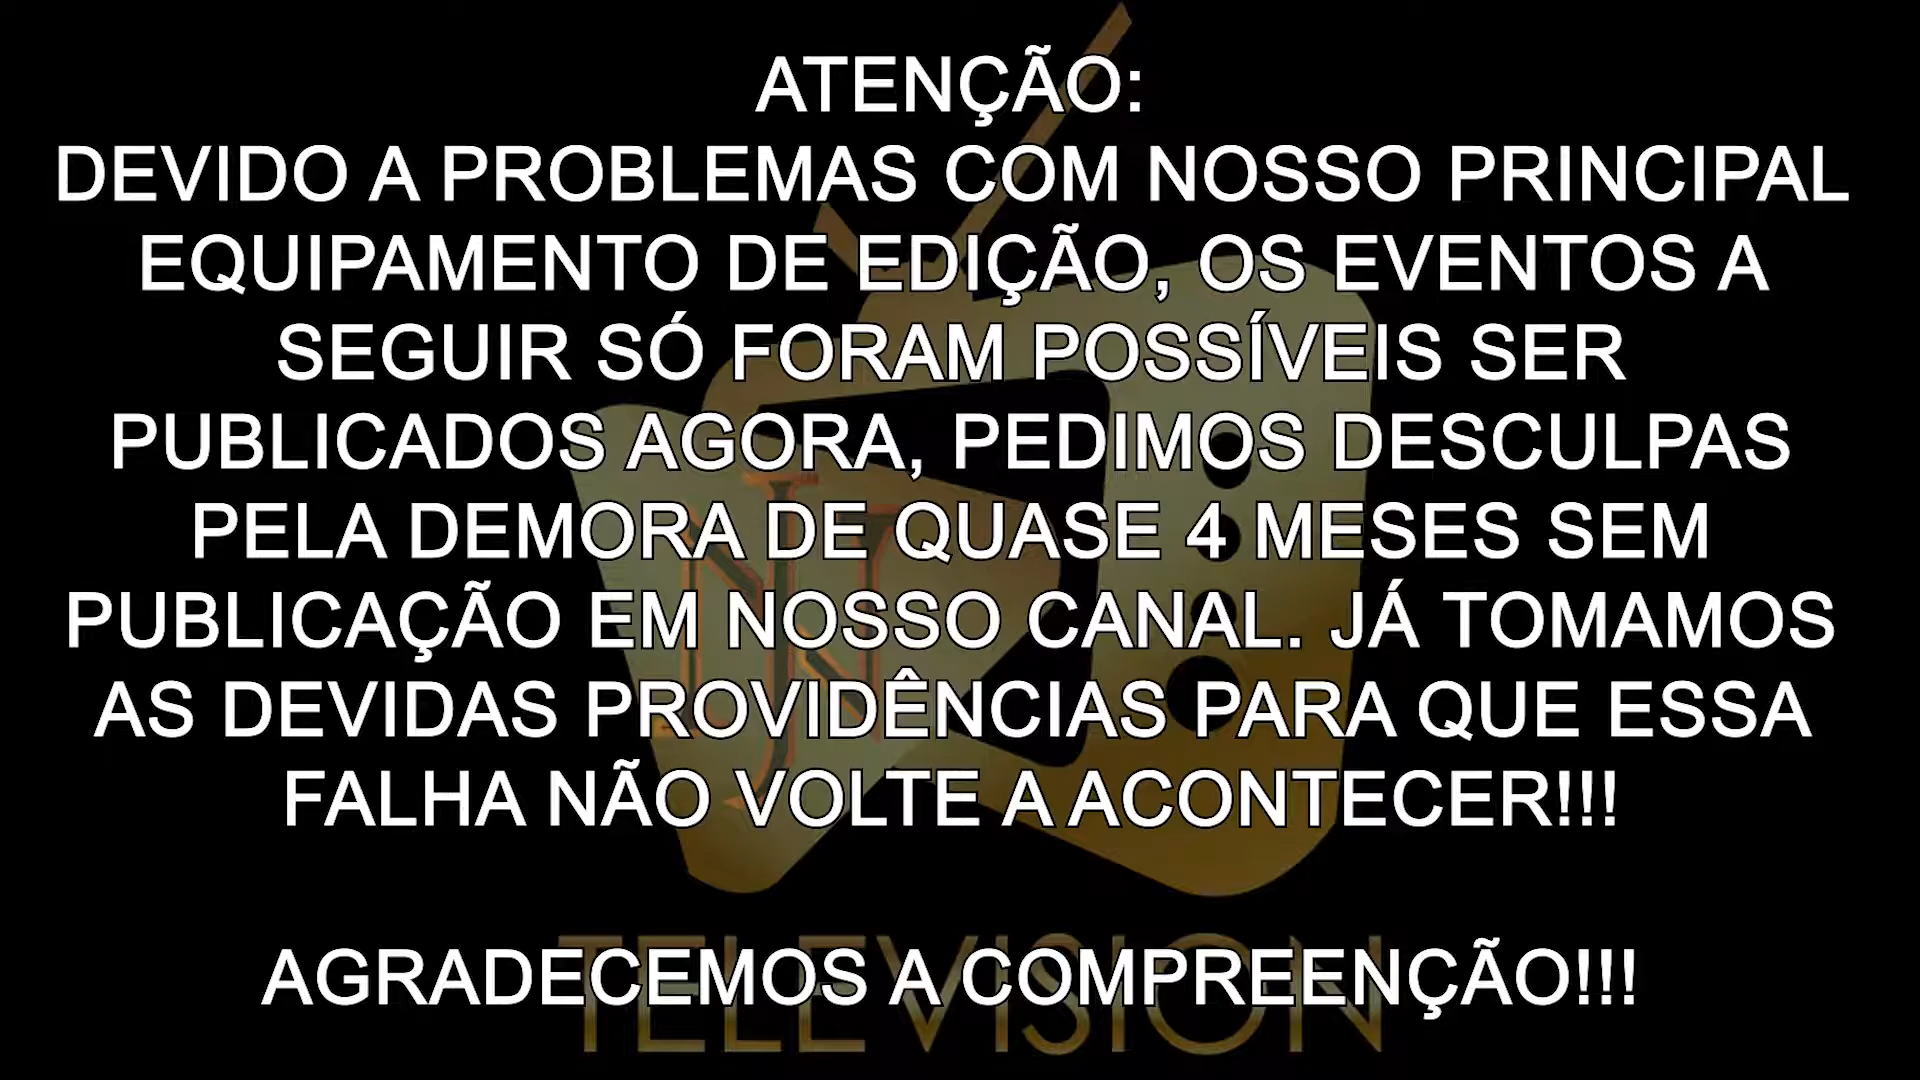 ATENÇÃO:
DEVIDO A PROBLEMAS COM NOSSO PRINCIPAL
EQUIPAMENTO DE EDIÇÃO, OS EVENTOS A
SEGUIR SÓ FORAM POSSÍVEIS SER
PUBLICADOS AGORA, PEDIMOS DESCULPAS
PELA DEMORA DE QUASE 4 MESES SEM
PUBLICAÇÃO EM NOSSO CANAL. JÁ TOMAMOS
AS DEVIDAS PROVIDÊNCIAS PARA QUE ESSA
FALHA NÃO VOLTE A ACONTECER!!!
AGRADECEMOS A COMPREENÇÃO!!!
TELEVISION